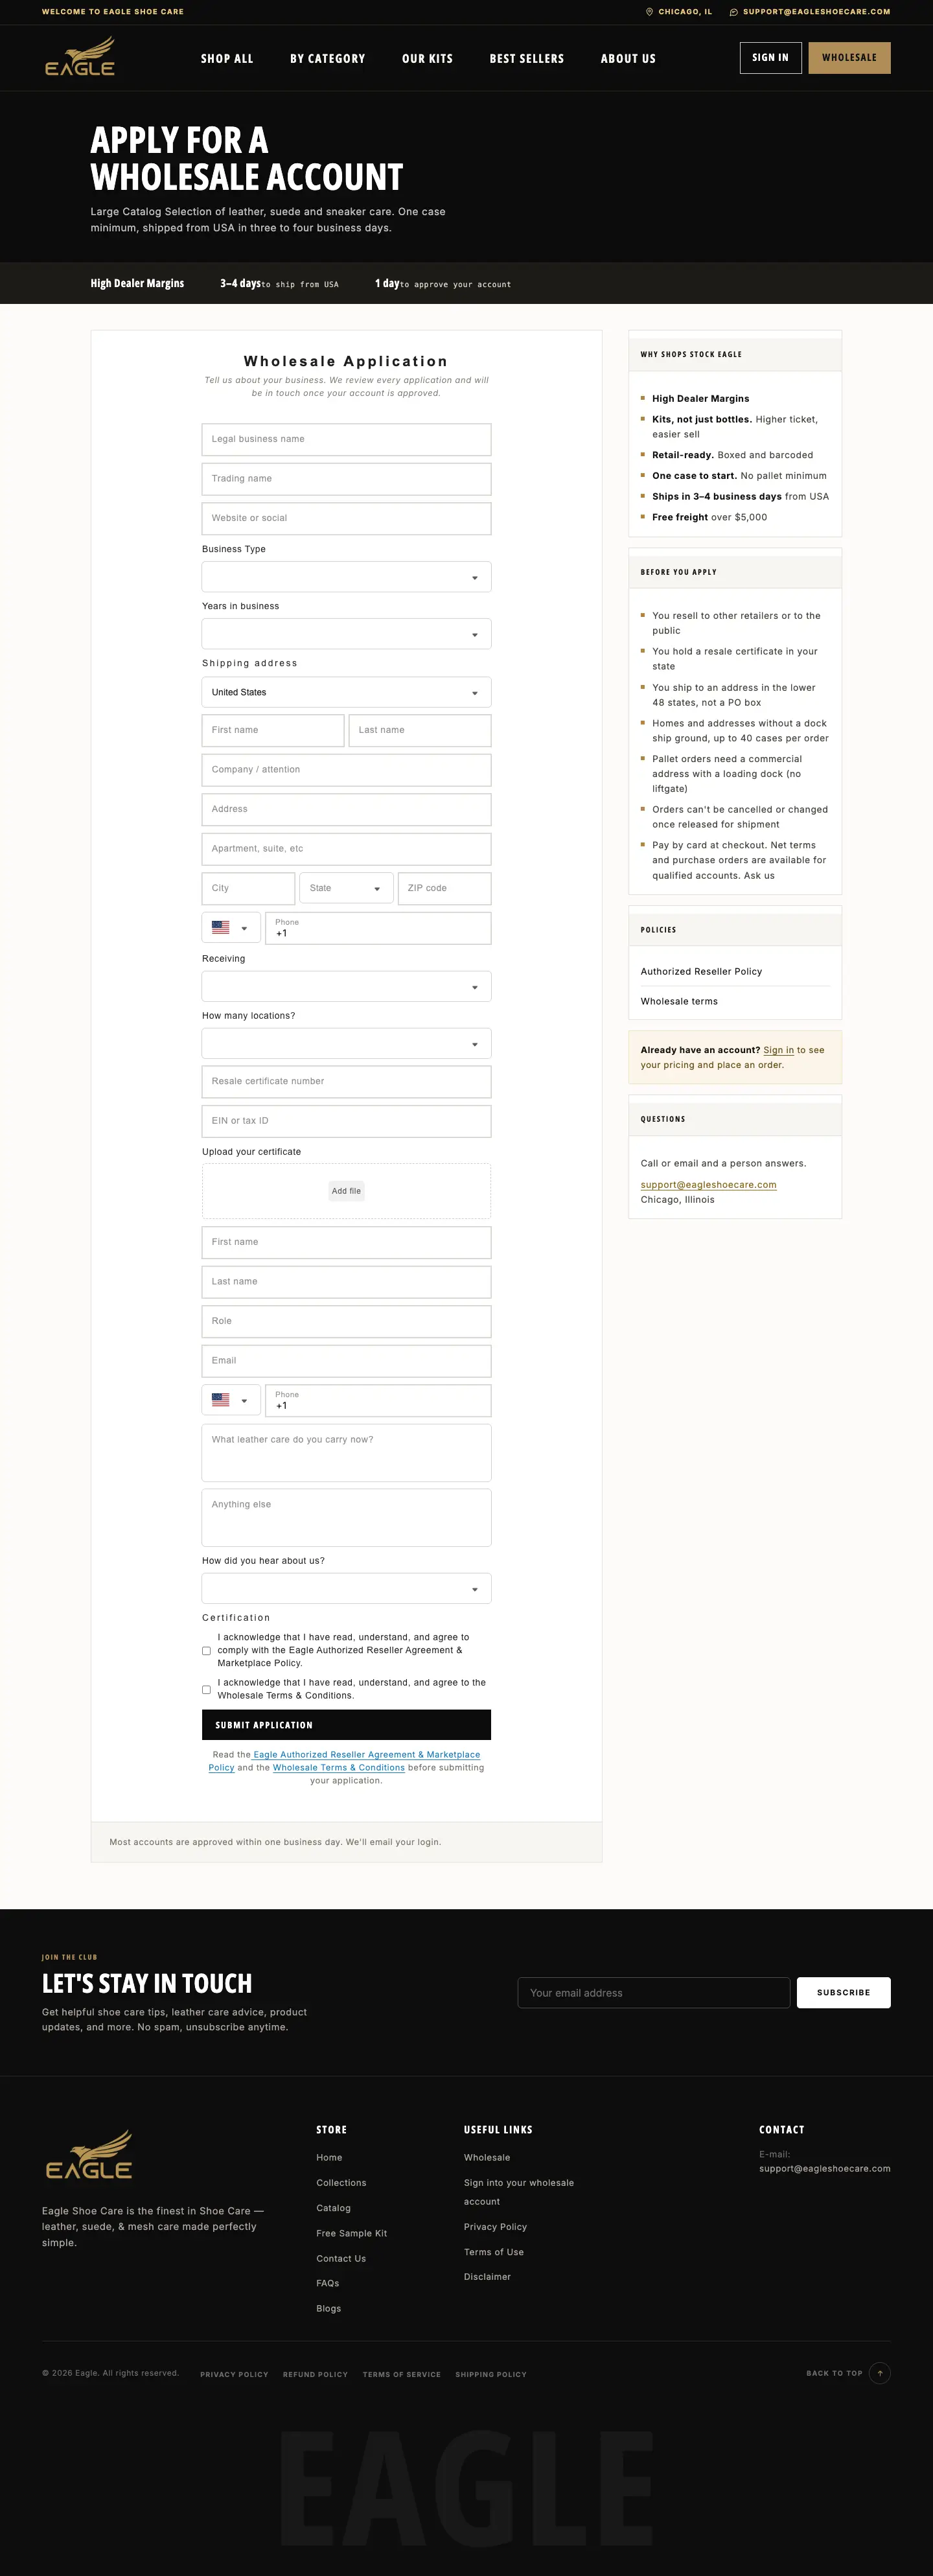 WELCOME TO EAGLE SHOE CARE
CHICAGO, IL
SUPPORT@EAGLESHOECARE.COM
EAGLE
SHOP ALL
BY CATEGORY
OUR KITS
BEST SELLERS
ABOUT US
SIGN IN
WHOLESALE
APPLY FOR A
WHOLESALE ACCOUNT
Large Catalog Selection of leather, suede and sneaker care. One case
minimum, shipped from USA in three to four business days.
High Dealer Margins
3–4 days to ship from USA
1 day to approve your account
Wholesale Application
Tell us about your business. We review every application and will
be in touch once your account is approved.
Legal business name
Trading name
Website or social
Business Type
Years in business
Shipping address
United States
First name
Last name
Company / attention
Address
Apartment, suite, etc
City
State
ZIP code
Phone
+1
Receiving
How many locations?
Resale certificate number
EIN or tax ID
Upload your certificate
Add file
First name
Last name
Role
Email
Phone
+1
What leather care do you carry now?
Anything else
How did you hear about us?
Certification
I acknowledge that I have read, understand, and agree to
comply with the Eagle Authorized Reseller Agreement &
Marketplace Policy.
I acknowledge that I have read, understand, and agree to the
Wholesale Terms & Conditions.
SUBMIT APPLICATION
Read the Eagle Authorized Reseller Agreement & Marketplace
Policy and the Wholesale Terms & Conditions before submitting
your application.
Most accounts are approved within one business day. We'll email your login.
WHY SHOPS STOCK EAGLE
High Dealer Margins
Kits, not just bottles. Higher ticket,
easier sell
Retail-ready. Boxed and barcoded
One case to start. No pallet minimum
Ships in 3–4 business days from USA
Free freight over $5,000
BEFORE YOU APPLY
You resell to other retailers or to the
public
You hold a resale certificate in your
state
You ship to an address in the lower
48 states, not a PO box
Homes and addresses without a dock
ship ground, up to 40 cases per order
Pallet orders need a commercial
address with a loading dock (no
liftgate)
Orders can't be cancelled or changed
once released for shipment
Pay by card at checkout. Net terms
and purchase orders are available for
qualified accounts. Ask us
POLICIES
Authorized Reseller Policy
Wholesale terms
Already have an account? Sign in to see
your pricing and place an order.
QUESTIONS
Call or email and a person answers.
support@eagleshoecare.com
Chicago, Illinois
JOIN THE CLUB
LET'S STAY IN TOUCH
Get helpful shoe care tips, leather care advice, product
updates, and more. No spam, unsubscribe anytime.
Your email address
SUBSCRIBE
EAGLE
Eagle Shoe Care is the finest in Shoe Care —
leather, suede, & mesh care made perfectly
simple.
STORE
Home
Collections
Catalog
Free Sample Kit
Contact Us
FAQs
Blogs
USEFUL LINKS
Wholesale
Sign into your wholesale
account
Privacy Policy
Terms of Use
Disclaimer
CONTACT
E-mail:
support@eagleshoecare.com
© 2026 Eagle. All rights reserved.
PRIVACY POLICY
REFUND POLICY
TERMS OF SERVICE
SHIPPING POLICY
BACK TO TOP
EAGLE